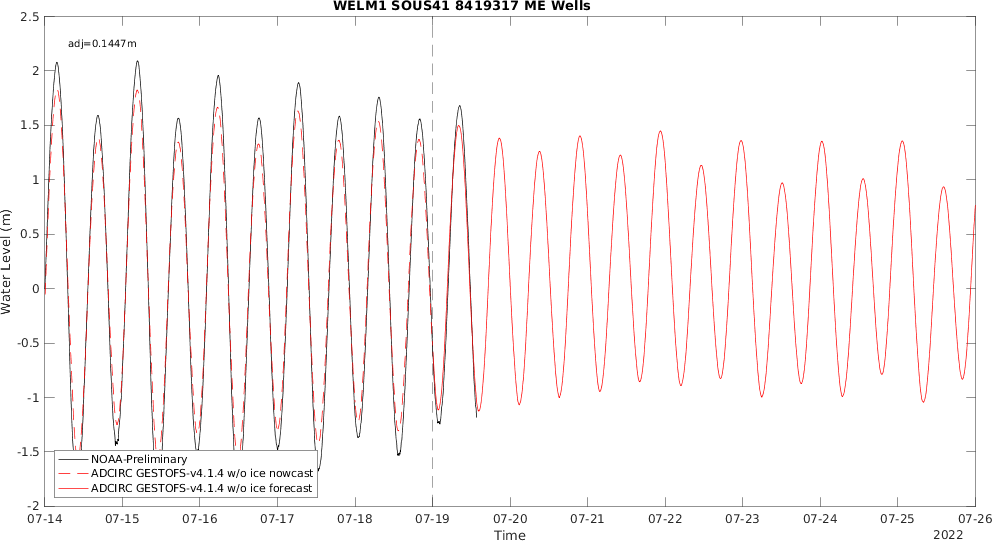 WELM1 SOUS41 8419317 ME Wells
adj=0.1447m
2.5
2
1.5
1
0.5
0
-0.5
-1
-1.5
-2
Water Level (m)
NOAA-Preliminary
ADCIRC GESTOFS-v4.1.4 w/o ice nowcast
ADCIRC GESTOFS-v4.1.4 w/o ice forecast
07-14 07-15 07-16 07-17 07-18 07-19 07-20 07-21 07-22 07-23 07-24 07-25 07-26
Time
2022